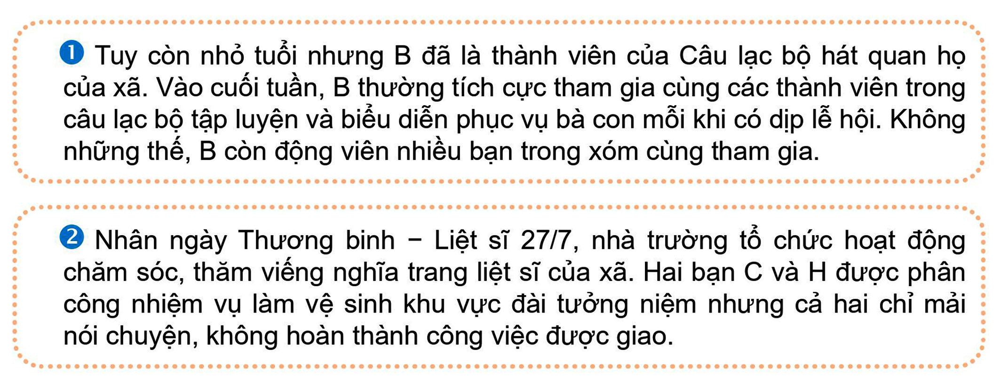 1 Tuy còn nhỏ tuổi nhưng B đã là thành viên của Câu lạc bộ hát quan họ
của xã. Vào cuối tuần, B thường tích cực tham gia cùng các thành viên trong
câu lạc bộ tập luyện và biểu diễn phục vụ bà con mỗi khi có dịp lễ hội. Không
những thế, B còn động viên nhiều bạn trong xóm cùng tham gia.
2 Nhân ngày Thương binh – Liệt sĩ 27/7, nhà trường tổ chức hoạt động
chăm sóc, thăm viếng nghĩa trang liệt sĩ của xã. Hai bạn C và H được phân
công nhiệm vụ làm vệ sinh khu vực đài tưởng niệm nhưng cả hai chỉ mải
nói chuyện, không hoàn thành công việc được giao.